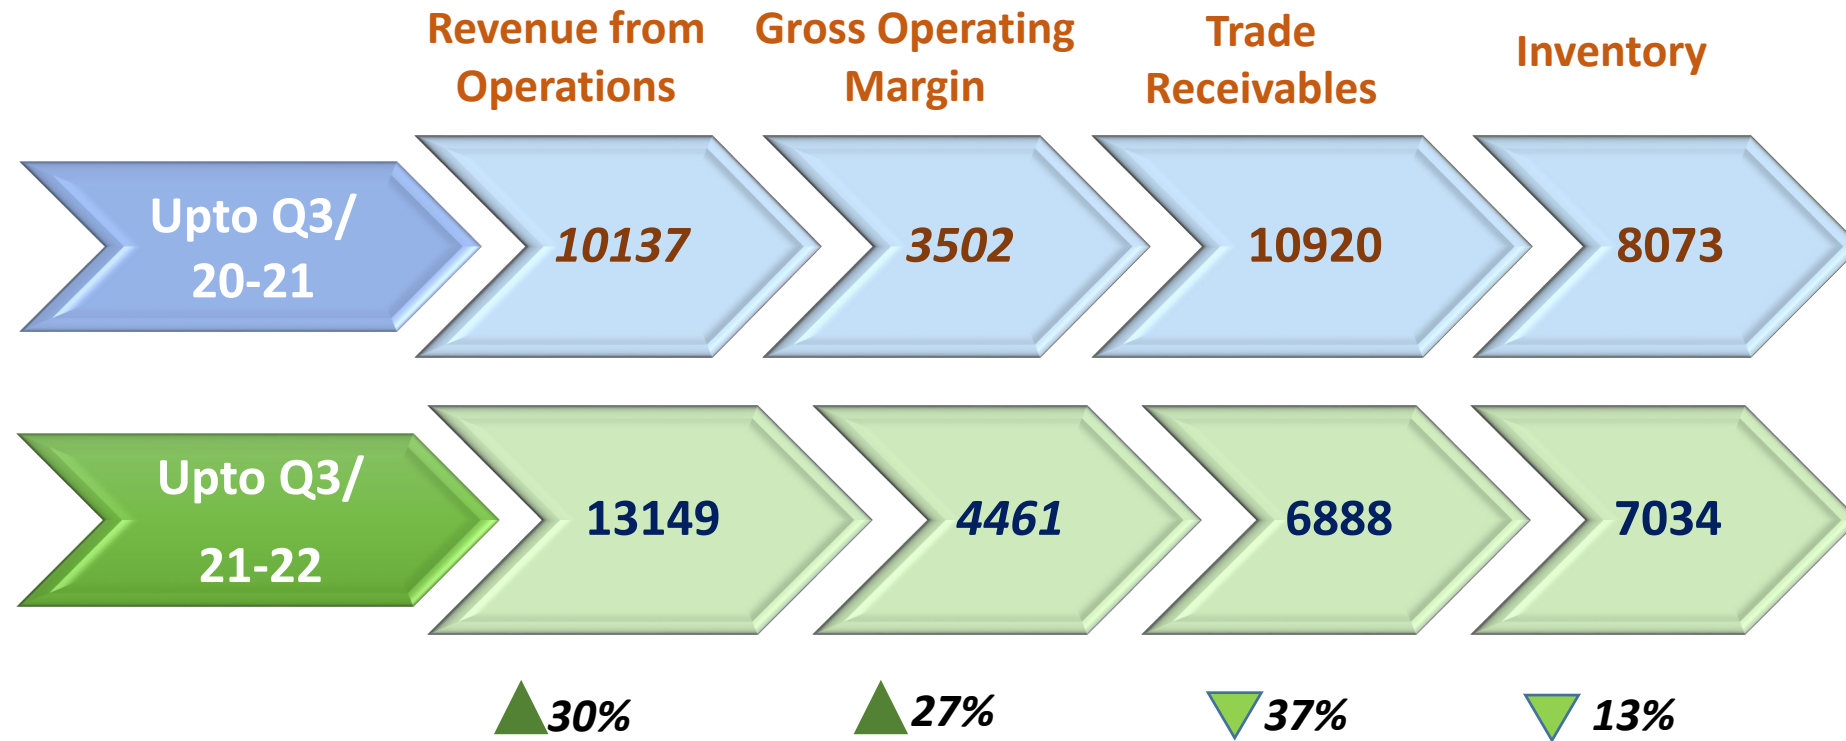 Revenue from
Operations
Gross Operating
Margin
Trade
Receivables
Inventory
Upto Q3/
20-21
10137
3502
10920
8073
Upto Q3/
21-22
13149
4461
6888
7034
30%
27%
37%
13%